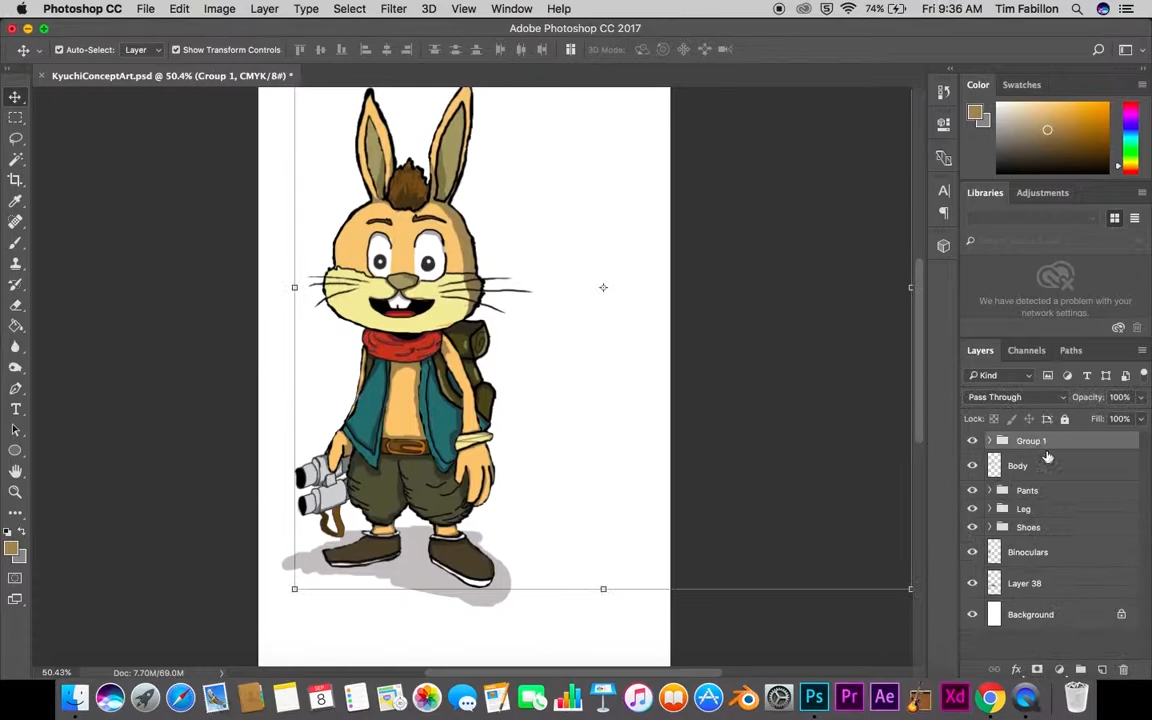 Photoshop CC File Edit Image Layer Type Select Filter 3D View Window Help 74% Fri 9:36 AM Tim Fabillon
Adobe Photoshop CC 2017
Auto-Select: Layer Show Transform Controls 3D Mode:
KyuchiConceptArt.psd @ 50.4% (Group 1, CMYK/8#) *
Color Swatches
Libraries Adjustments
We have detected a problem with your
network settings.
Layers Channels Paths
Kind
Pass Through Opacity: 100%
Lock: Fill: 100%
Group 1
Body
Pants
Leg
Shoes
Binoculars
Layer 38
Background
50.43% Doc: 7.70M/69.0M
Ps Pr Ae Xd